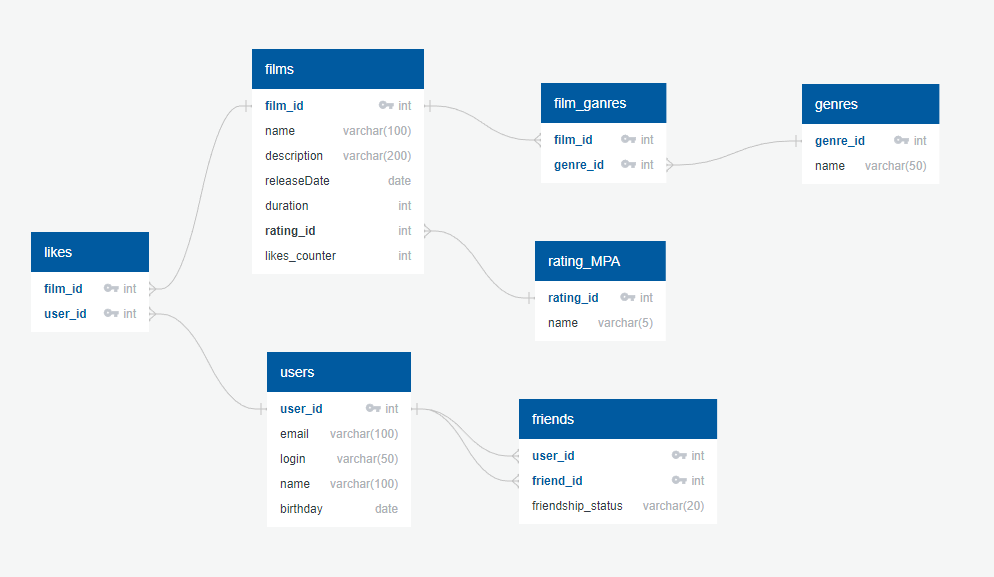 films
film_id int
name varchar(100)
description varchar(200)
releaseDate date
duration int
rating_id int
likes_counter int
film_ganres
film_id int
genre_id int
genres
genre_id int
name varchar(50)
likes
film_id int
user_id int
rating_MPA
rating_id int
name varchar(5)
users
user_id int
email varchar(100)
login varchar(50)
name varchar(100)
birthday date
friends
user_id int
friend_id int
friendship_status varchar(20)